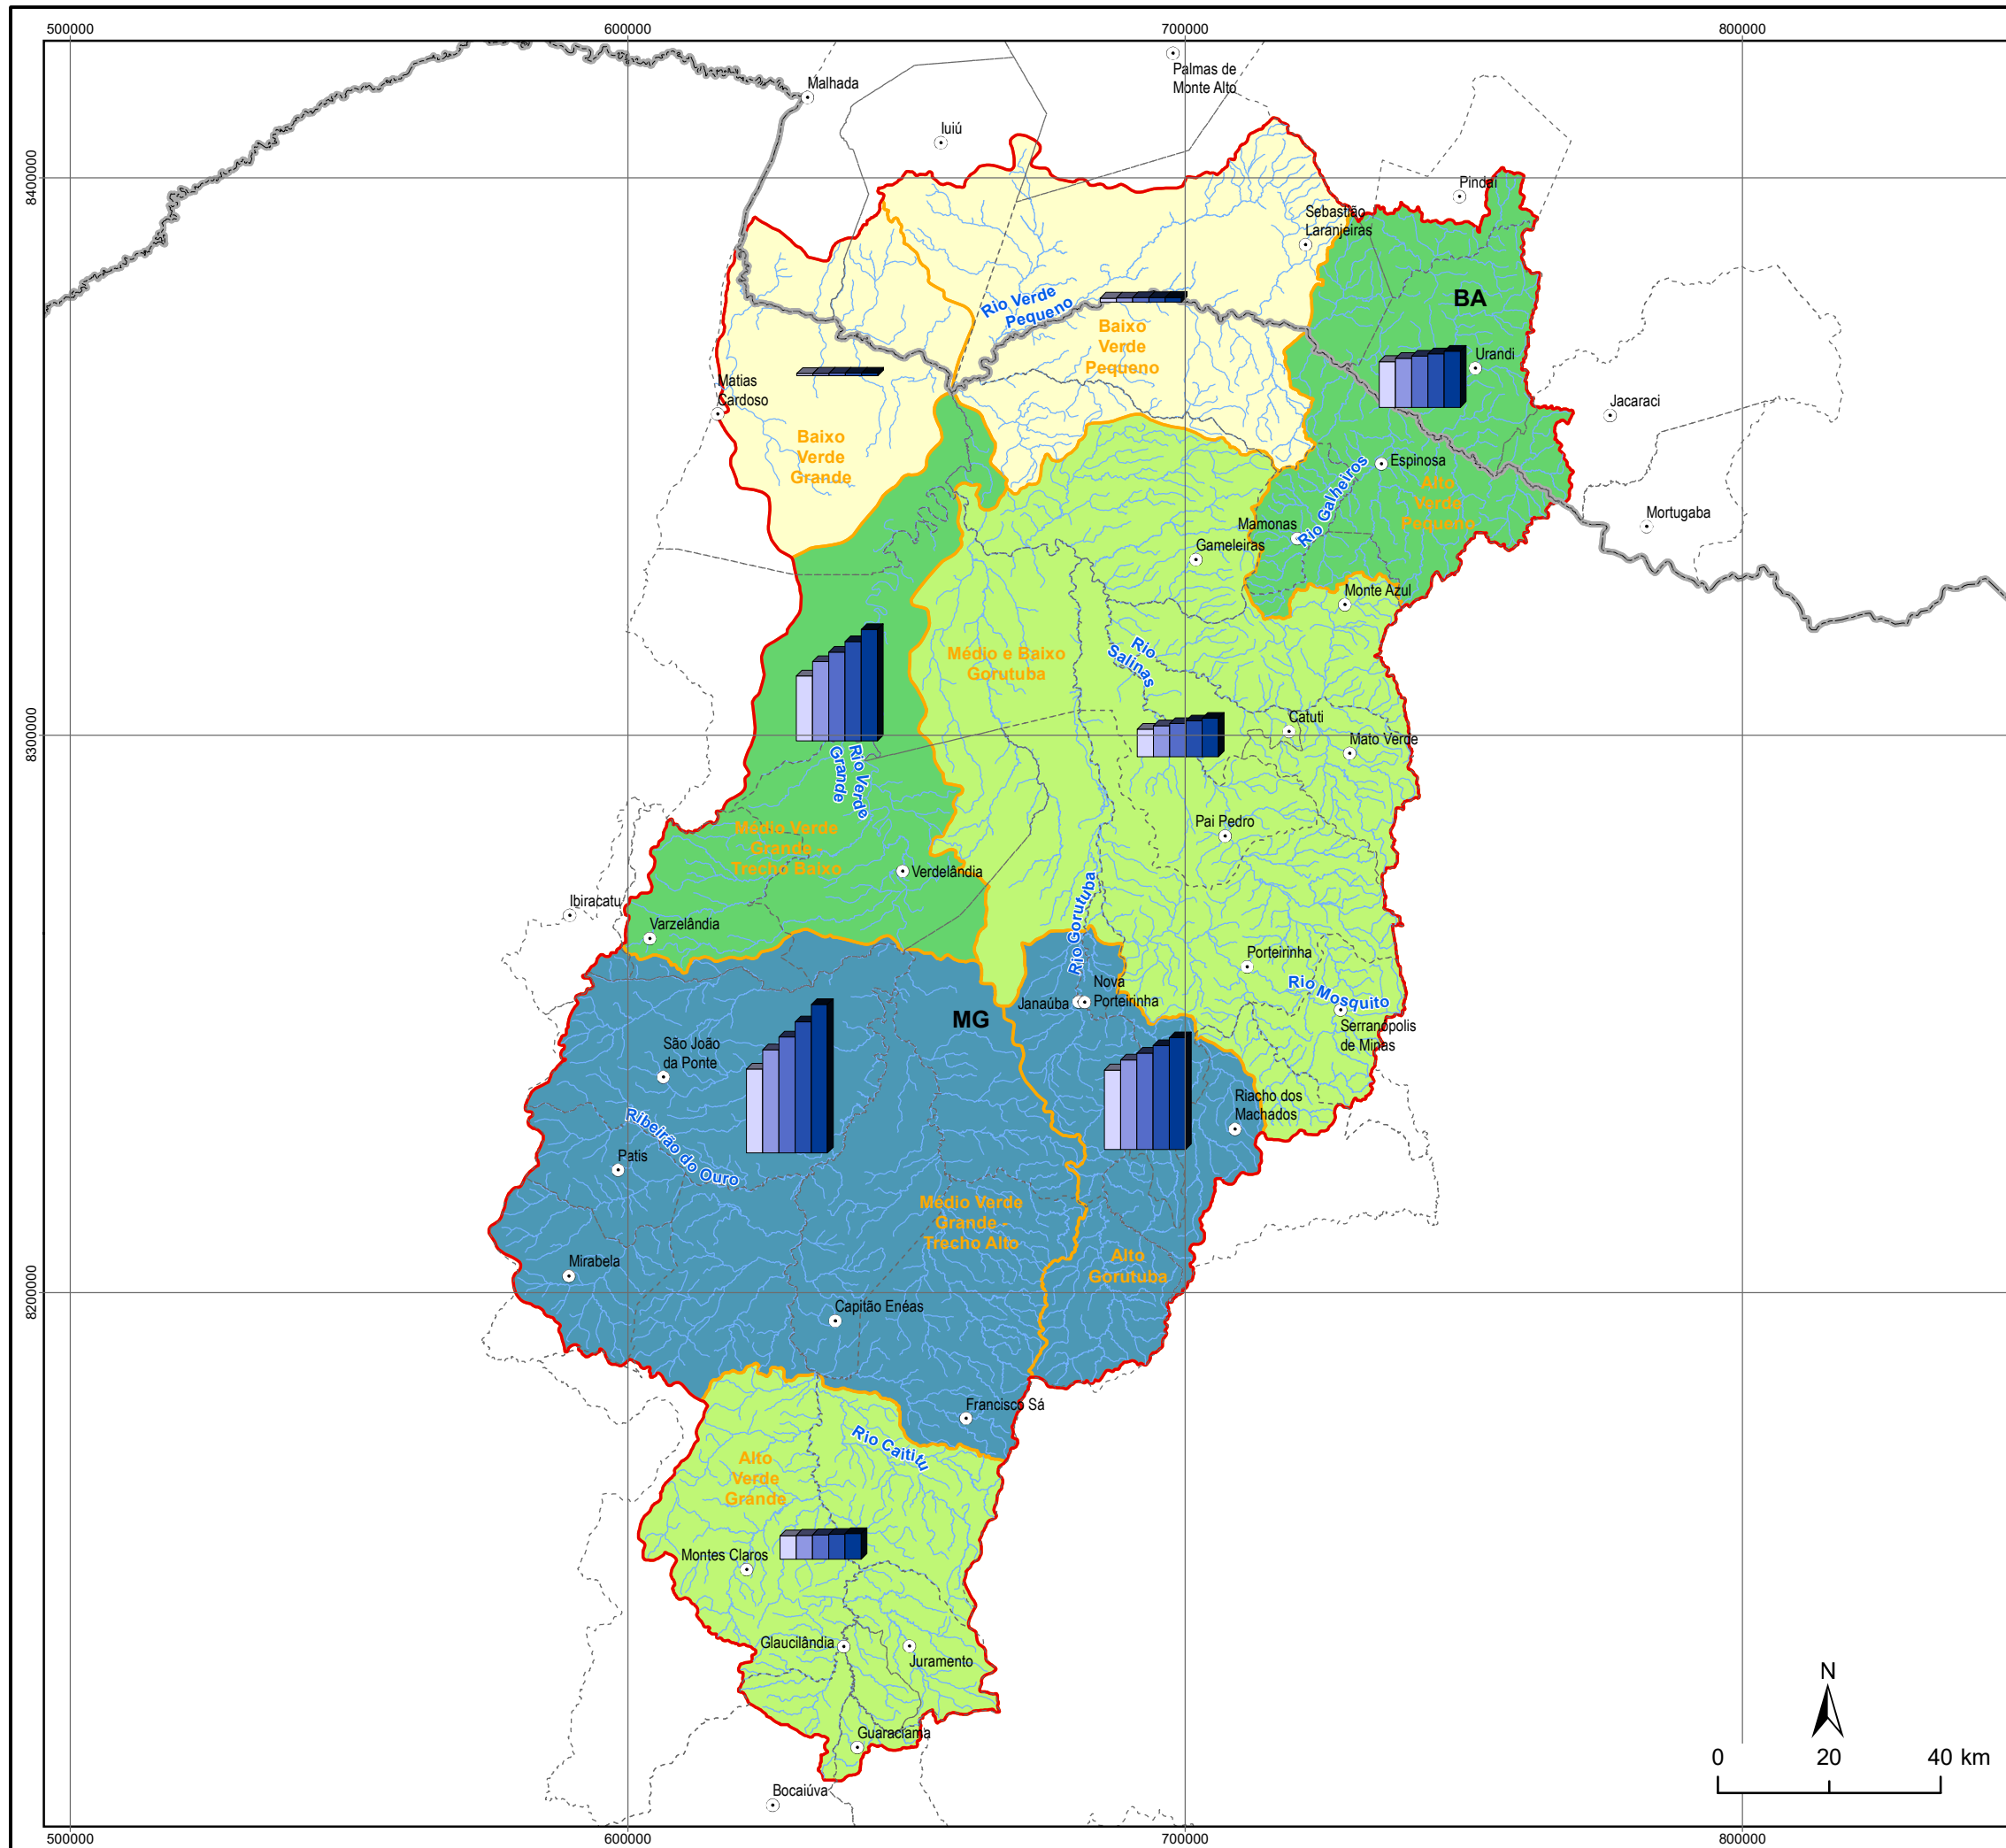 500000
600000
700000
800000
Malhada
Palmas de
Monte Alto
Iuiú
8400000
Pindaí
Sebastião
Laranjeiras
BA
Rio Verde
Pequeno
Baixo
Verde
Pequeno
Urandi
Matias
Cardoso
Jacaraci
Baixo
Verde
Grande
Espinosa
Rio Galheiros
Alto
Verde
Pequeno
Mortugaba
Mamonas
Gameleiras
Monte Azul
Médio e Baixo
Gorutuba
Rio
Salinas
8300000
Catuti
Mato Verde
Rio Verde
Grande
Pai Pedro
Médio Verde
Grande -
Trecho Baixo
Verdelândia
Ibiracatu
Varzelândia
Rio Gorutuba
Porteirinha
Nova
Porteirinha
Janaúba
Rio Mosquito
MG
Serranópolis
de Minas
São João
da Ponte
Riacho dos
Machados
Ribeirão do Ouro
Patis
Médio Verde
Grande -
Trecho Alto
Alto
Gorutuba
Mirabela
8200000
Capitão Enéas
Francisco Sá
Rio Caititu
Alto
Verde
Grande
Montes Claros
Glaucilândia
Juramento
N
Guaraciama
0 20 40 km
Bocaiúva
500000
600000
700000
800000